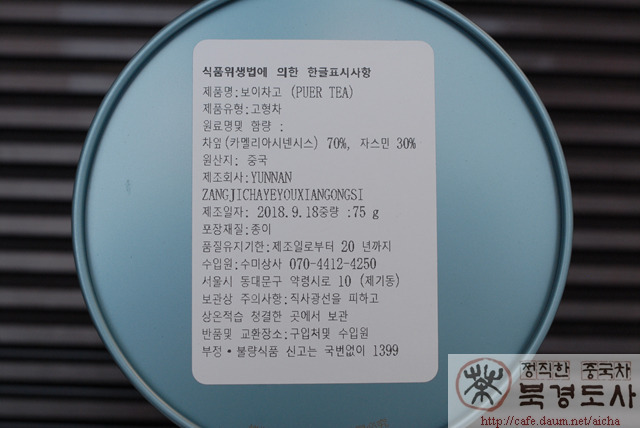 식품위생법에 의한 한글표시사항
제품명:보이차고 (PUER TEA)
제품유형:고형차
원료명및 함량 :
차잎(카멜리아시넨시스) 70%, 자스민 30%
원산지: 중국
제조회사:YUNNAN
ZANGJICHAYEYOUXIANGONGSI
제조일자: 2018.9.18중량 :75 g
포장재질:종이
품질유지기한:제조일로부터 20 년까지
수입원:수미상사 070-4412-4250
서울시 동대문구 약령시로 10 (제기동)
보관상 주의사항:직사광선을 피하고
상온적습 청결한 곳에서 보관
반품및 교환장소:구입처및 수입원
부정·불량식품 신고는 국번없이 1399
정직한 중국차
북경도사
http://cafe.daum.net/aicha